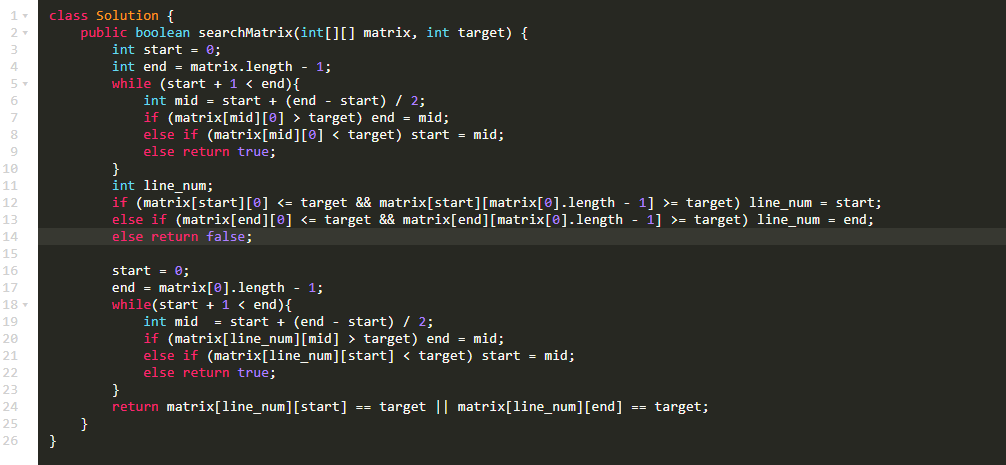 1 class Solution {
2     public boolean searchMatrix(int[][] matrix, int target) {
3         int start = 0;
4         int end = matrix.length - 1;
5         while (start + 1 < end){
6             int mid = start + (end - start) / 2;
7             if (matrix[mid][0] > target) end = mid;
8             else if (matrix[mid][0] < target) start = mid;
9             else return true;
10         }
11         int line_num;
12         if (matrix[start][0] <= target && matrix[start][matrix[0].length - 1] >= target) line_num = start;
13         else if (matrix[end][0] <= target && matrix[end][matrix[0].length - 1] >= target) line_num = end;
14         else return false;
15
16         start = 0;
17         end = matrix[0].length - 1;
18         while(start + 1 < end){
19             int mid  = start + (end - start) / 2;
20             if (matrix[line_num][mid] > target) end = mid;
21             else if (matrix[line_num][start] < target) start = mid;
22             else return true;
23         }
24         return matrix[line_num][start] == target || matrix[line_num][end] == target;
25     }
26 }